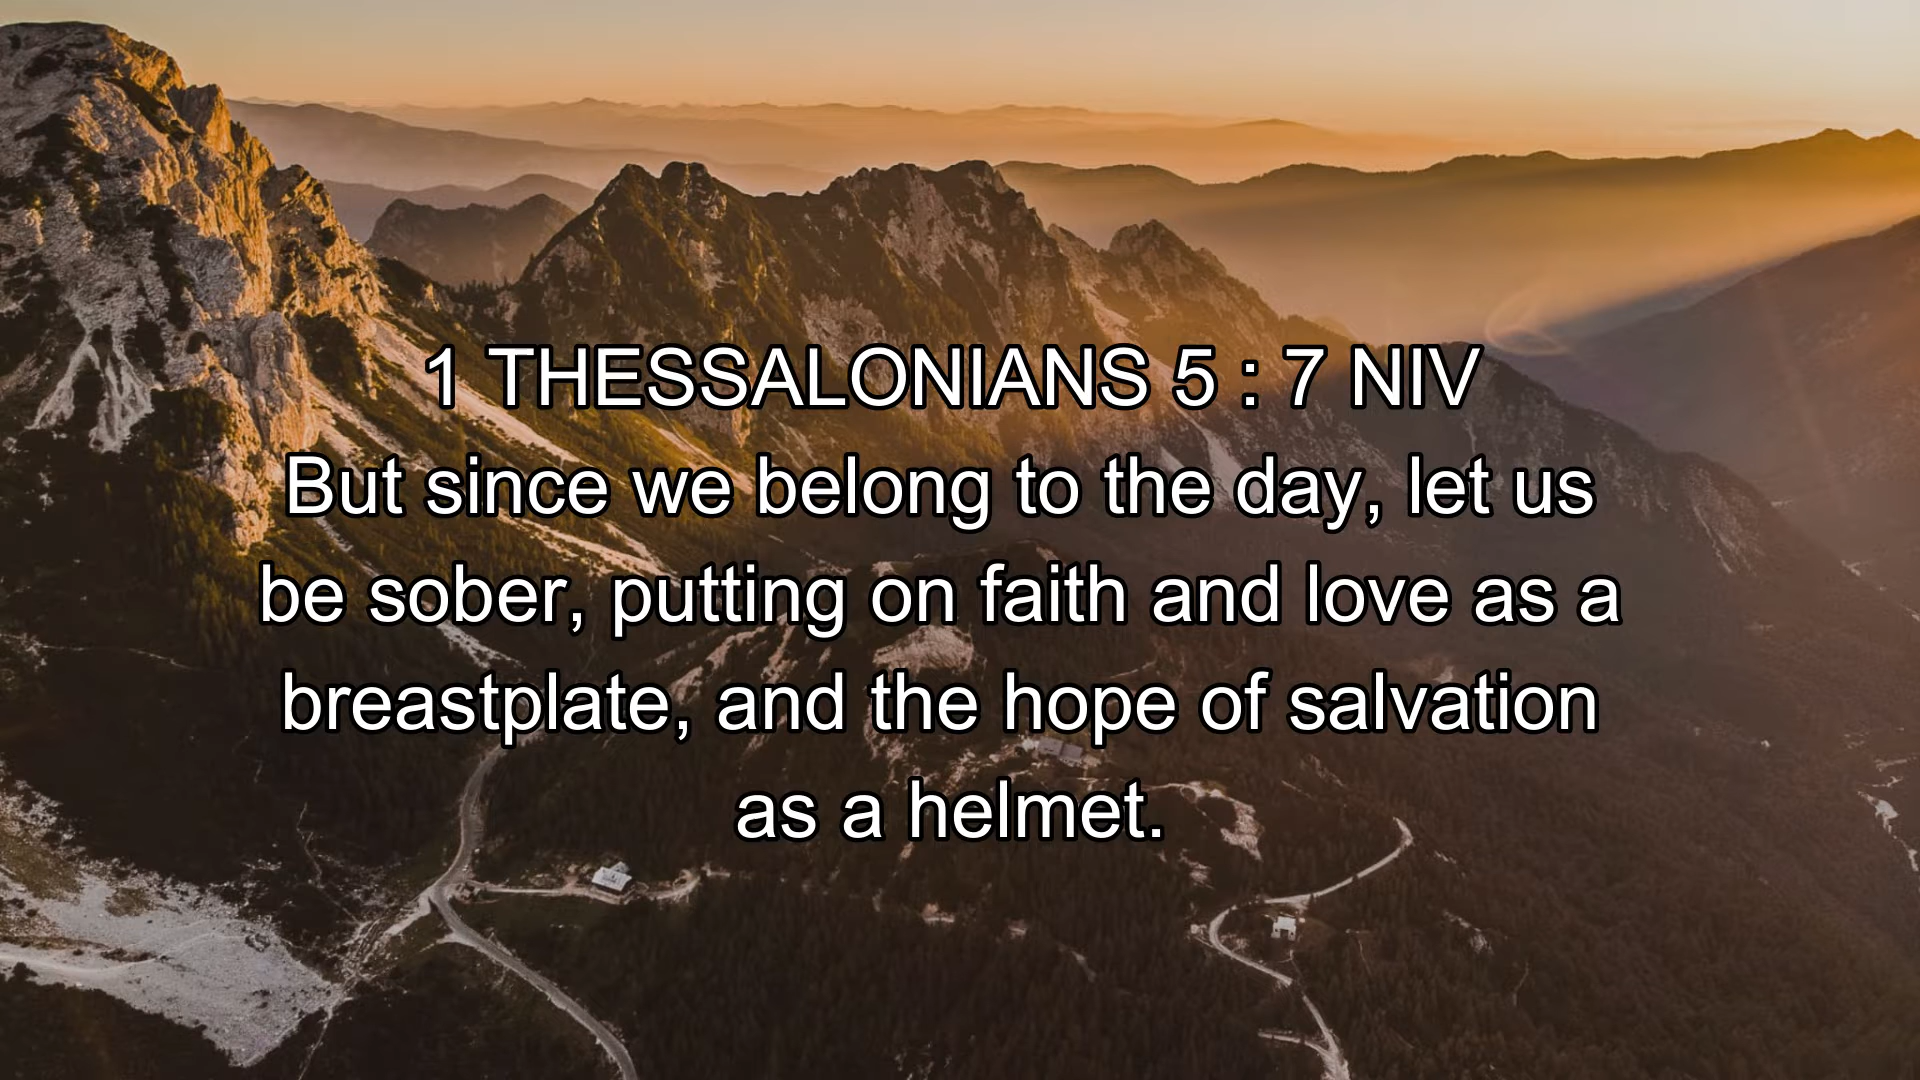 1 THESSALONIANS 5 : 7 NIV
But since we belong to the day, let us
be sober, putting on faith and love as a
breastplate, and the hope of salvation
as a helmet.